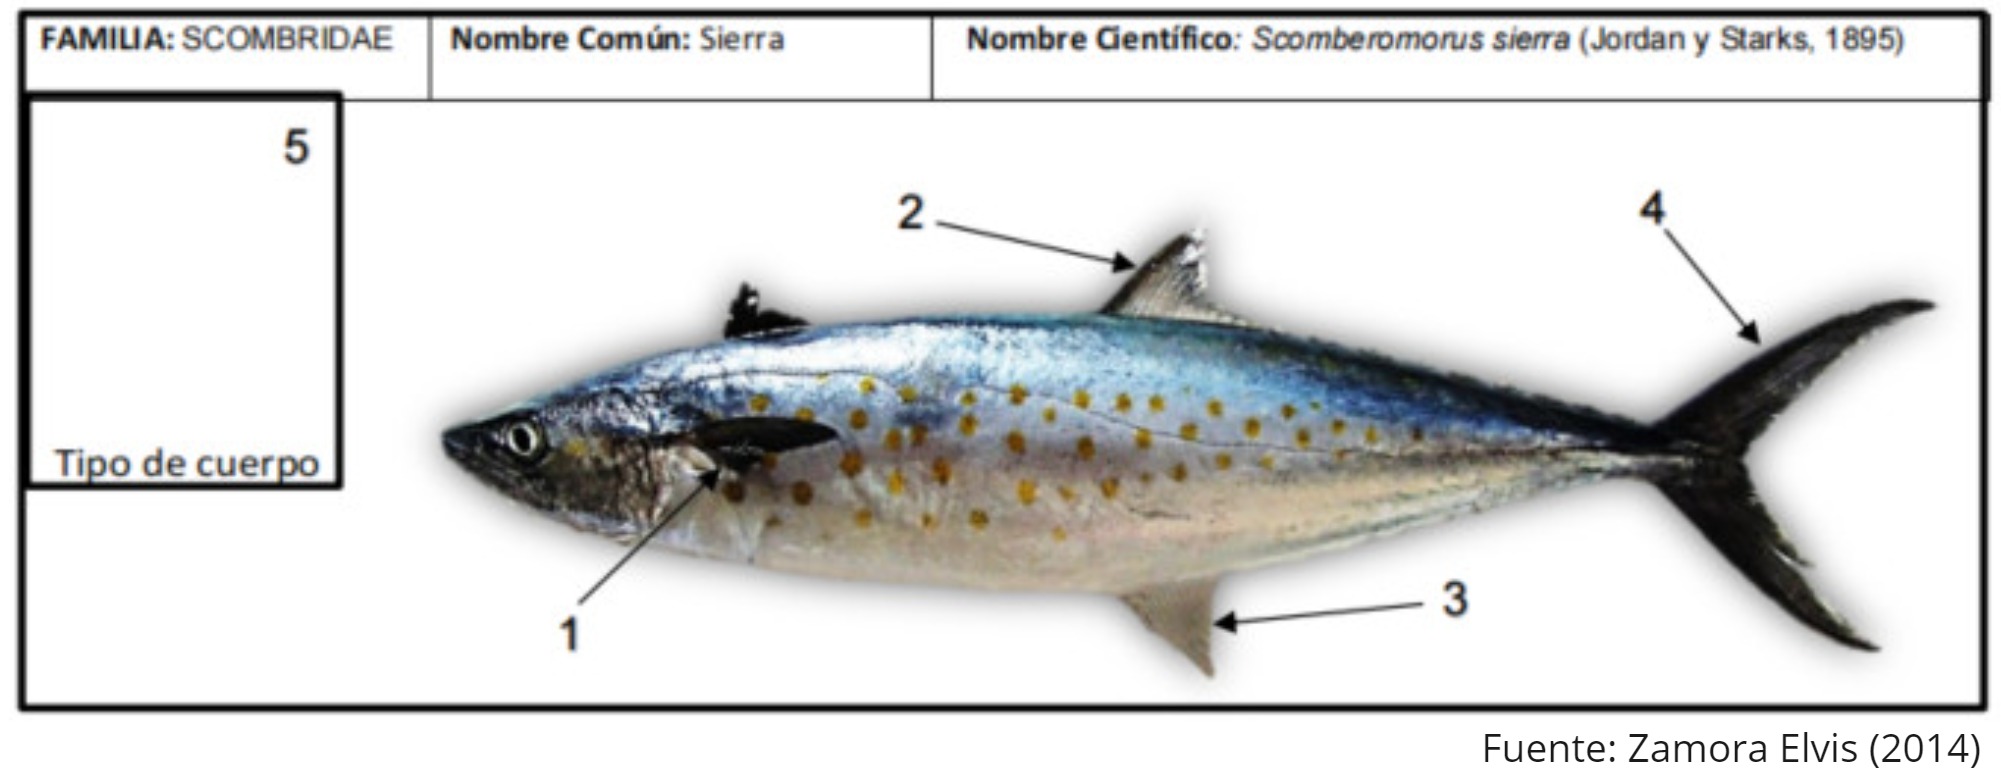 FAMILIA: SCOMBRIDAE
Nombre Común: Sierra
Nombre Científico: Scomberomorus sierra (Jordan y Starks, 1895)
5
Tipo de cuerpo
2
4
1
3
Fuente: Zamora Elvis (2014)